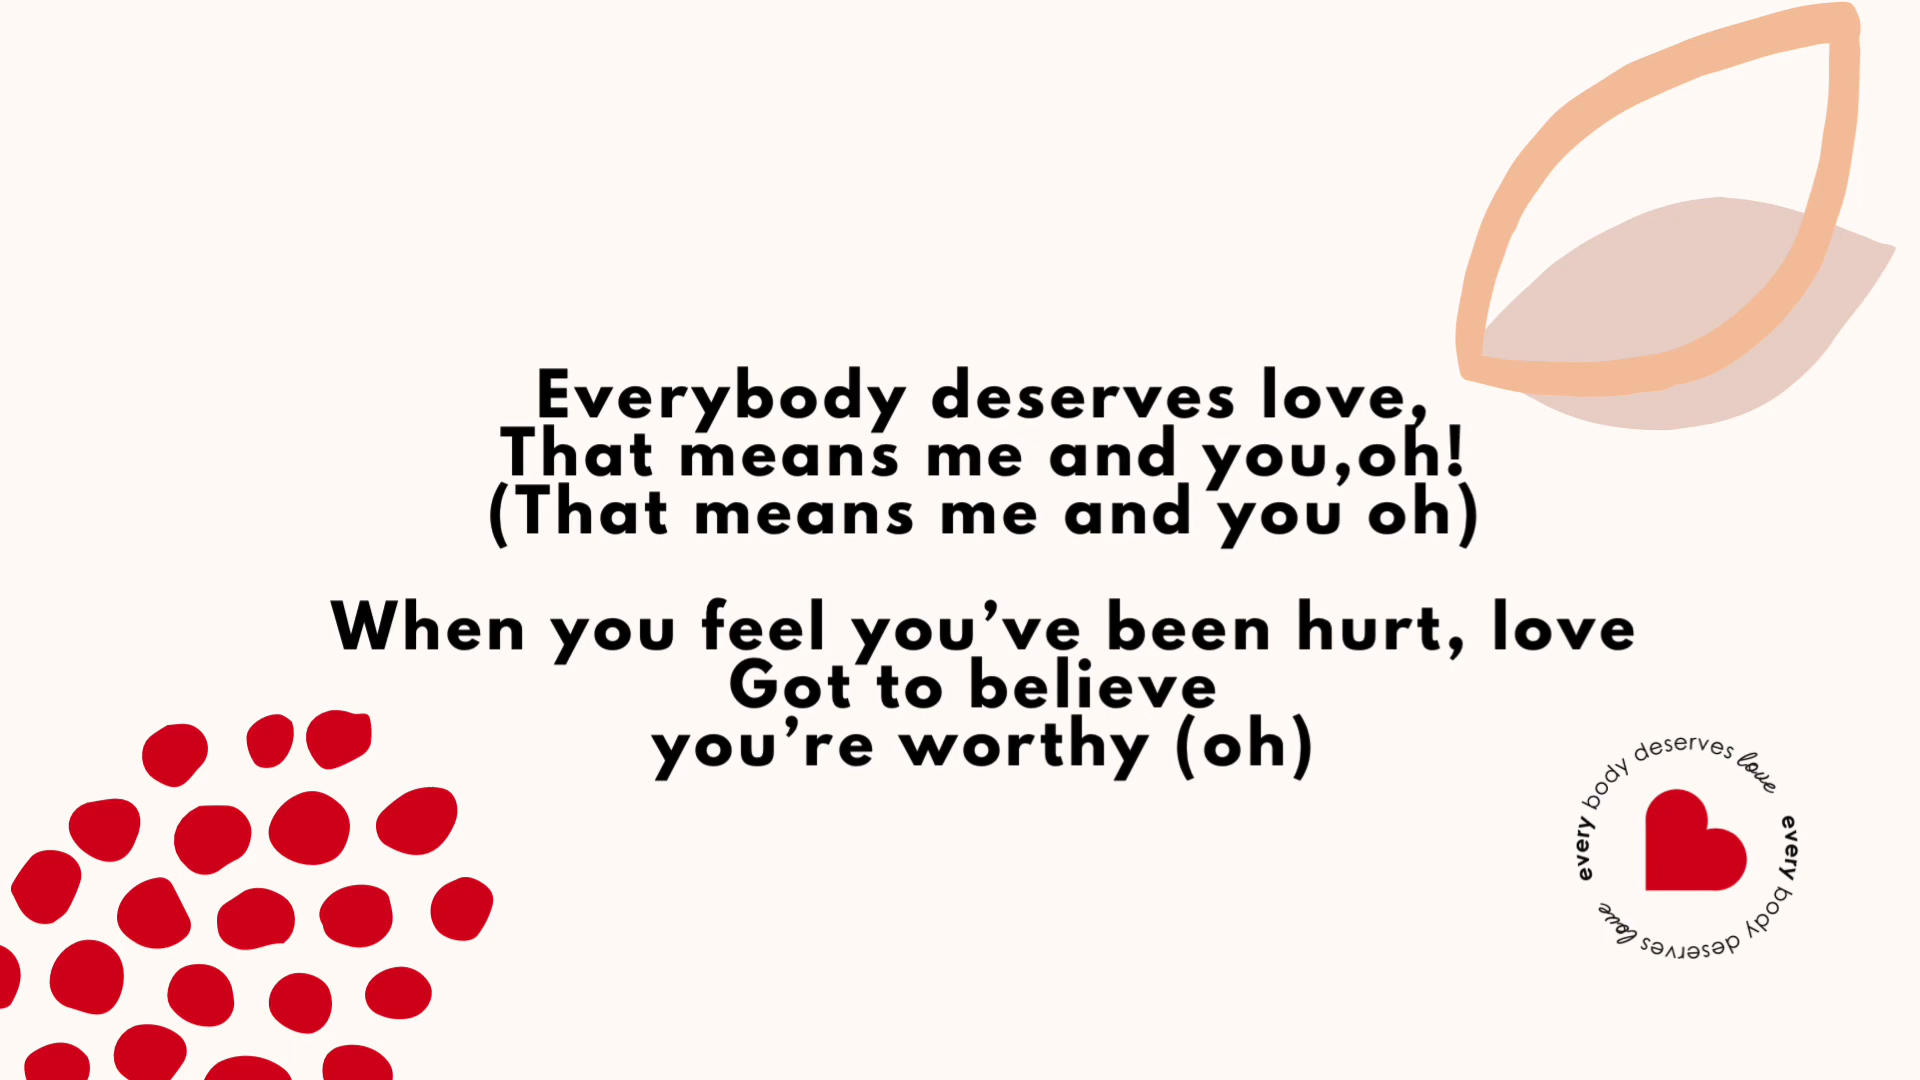 Everybody deserves love,
That means me and you,oh!
(That means me and you oh)
When you feel you’ve been hurt, love
Got to believe
you’re worthy (oh)
every body deserves love
every body deserves love